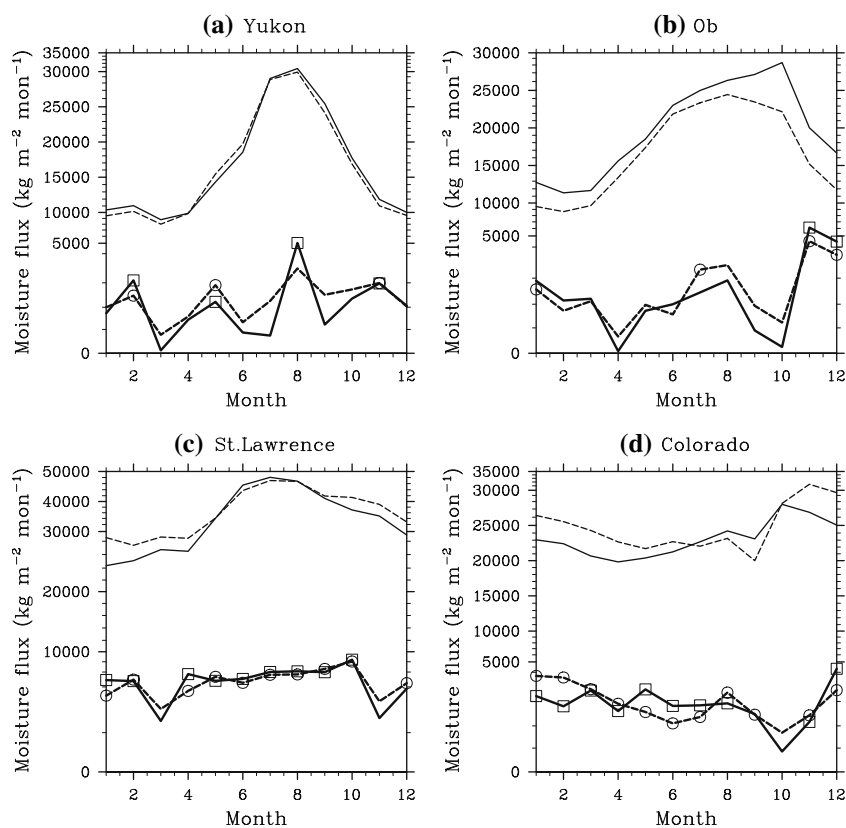 (a) Yukon
35000
30000
25000
20000
15000
10000
5000
0
Moisture flux (kg m⁻² mon⁻¹)
2 4 6 8 10 12
Month
(b) Ob
30000
25000
20000
15000
10000
5000
0
Moisture flux (kg m⁻² mon⁻¹)
2 4 6 8 10 12
Month
(c) St.Lawrence
50000
40000
30000
20000
10000
0
Moisture flux (kg m⁻² mon⁻¹)
2 4 6 8 10 12
Month
(d) Colorado
35000
30000
25000
20000
15000
10000
5000
0
Moisture flux (kg m⁻² mon⁻¹)
2 4 6 8 10 12
Month